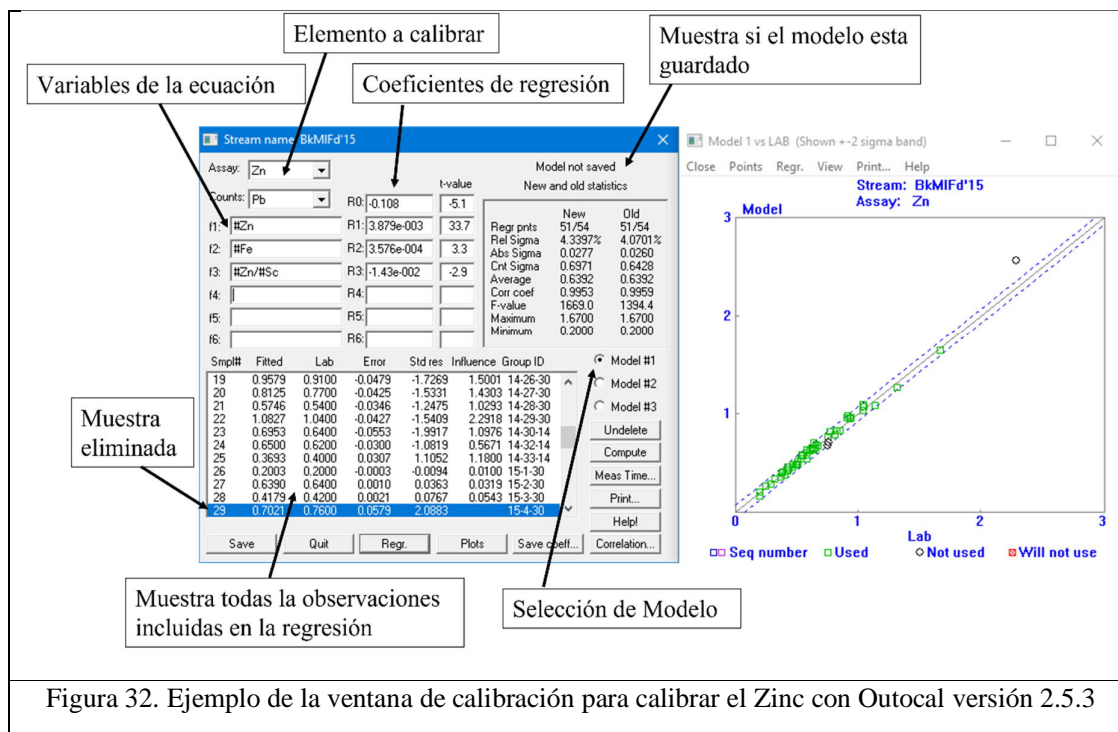 Elemento a calibrar
Muestra si el modelo esta
guardado
Variables de la ecuación
Coeficientes de regresión
Stream name: BkMIFd'15
Assay: Zn
Model not saved
Counts: Pb
t-value
New and old statistics
R0: -0.108 -5.1
f1: #Zn R1: 3.879e-003 33.7
f2: #Fe R2: 3.576e-004 3.3
f3: #Zn/#Sc R3: -1.43e-002 -2.9
f4: R4:
f5: R5:
f6: R6:
New Old
Regr pnts 51/54 51/54
Rel Sigma 4.3397% 4.0701%
Abs Sigma 0.0277 0.0260
Cnt Sigma 0.6971 0.6428
Average 0.6392 0.6392
Corr coef 0.9953 0.9959
F-value 1669.0 1394.4
Maximum 1.6700 1.6700
Minimum 0.2000 0.2000
Smpl# Fitted Lab Error Std res Influence Group ID
19 0.9579 0.9100 -0.0479 -1.7269 1.5001 14-26-30
20 0.8125 0.7700 -0.0425 -1.5331 1.4303 14-27-30
21 0.5746 0.5400 -0.0346 -1.2475 1.0293 14-28-30
22 1.0827 1.0400 -0.0427 -1.5409 2.2918 14-29-30
23 0.6953 0.6400 -0.0553 -1.9917 1.0976 14-30-14
24 0.6500 0.6200 -0.0300 -1.0819 0.5671 14-32-14
25 0.3693 0.4000 0.0307 1.1052 1.1800 14-33-14
26 0.2003 0.2000 -0.0003 -0.0094 0.0100 15-1-30
27 0.6390 0.6400 0.0010 0.0363 0.0319 15-2-30
28 0.4179 0.4200 0.0021 0.0767 0.0543 15-3-30
29 0.7021 0.7600 0.0579 2.0883 15-4-30
Model #1
Model #2
Model #3
Undelete
Compute
Meas Time...
Print...
Help!
Save Quit Regr. Plots Save coeff... Correlation...
Muestra
eliminada
Muestra todas la observaciones
incluidas en la regresión
Selección de Modelo
Model 1 vs LAB (Shown +-2 sigma band)
Close Points Regr. View Print... Help
Stream: BkMIFd'15
Assay: Zn
3 Model
2
1
0 1 2 3
Lab
Seq number Used Not used Will not use
Figura 32. Ejemplo de la ventana de calibración para calibrar el Zinc con Outocal versión 2.5.3